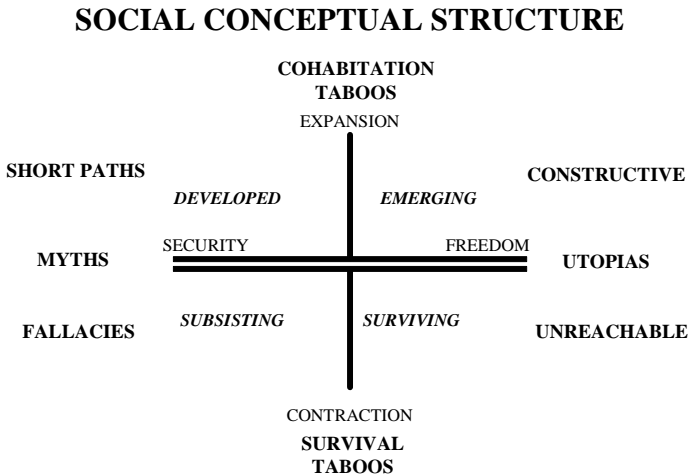 SOCIAL CONCEPTUAL STRUCTURE
COHABITATION
TABOOS
EXPANSION
SHORT PATHS
CONSTRUCTIVE
DEVELOPED
EMERGING
SECURITY
FREEDOM
MYTHS
UTOPIAS
SUBSISTING
SURVIVING
FALLACIES
UNREACHABLE
CONTRACTION
SURVIVAL
TABOOS